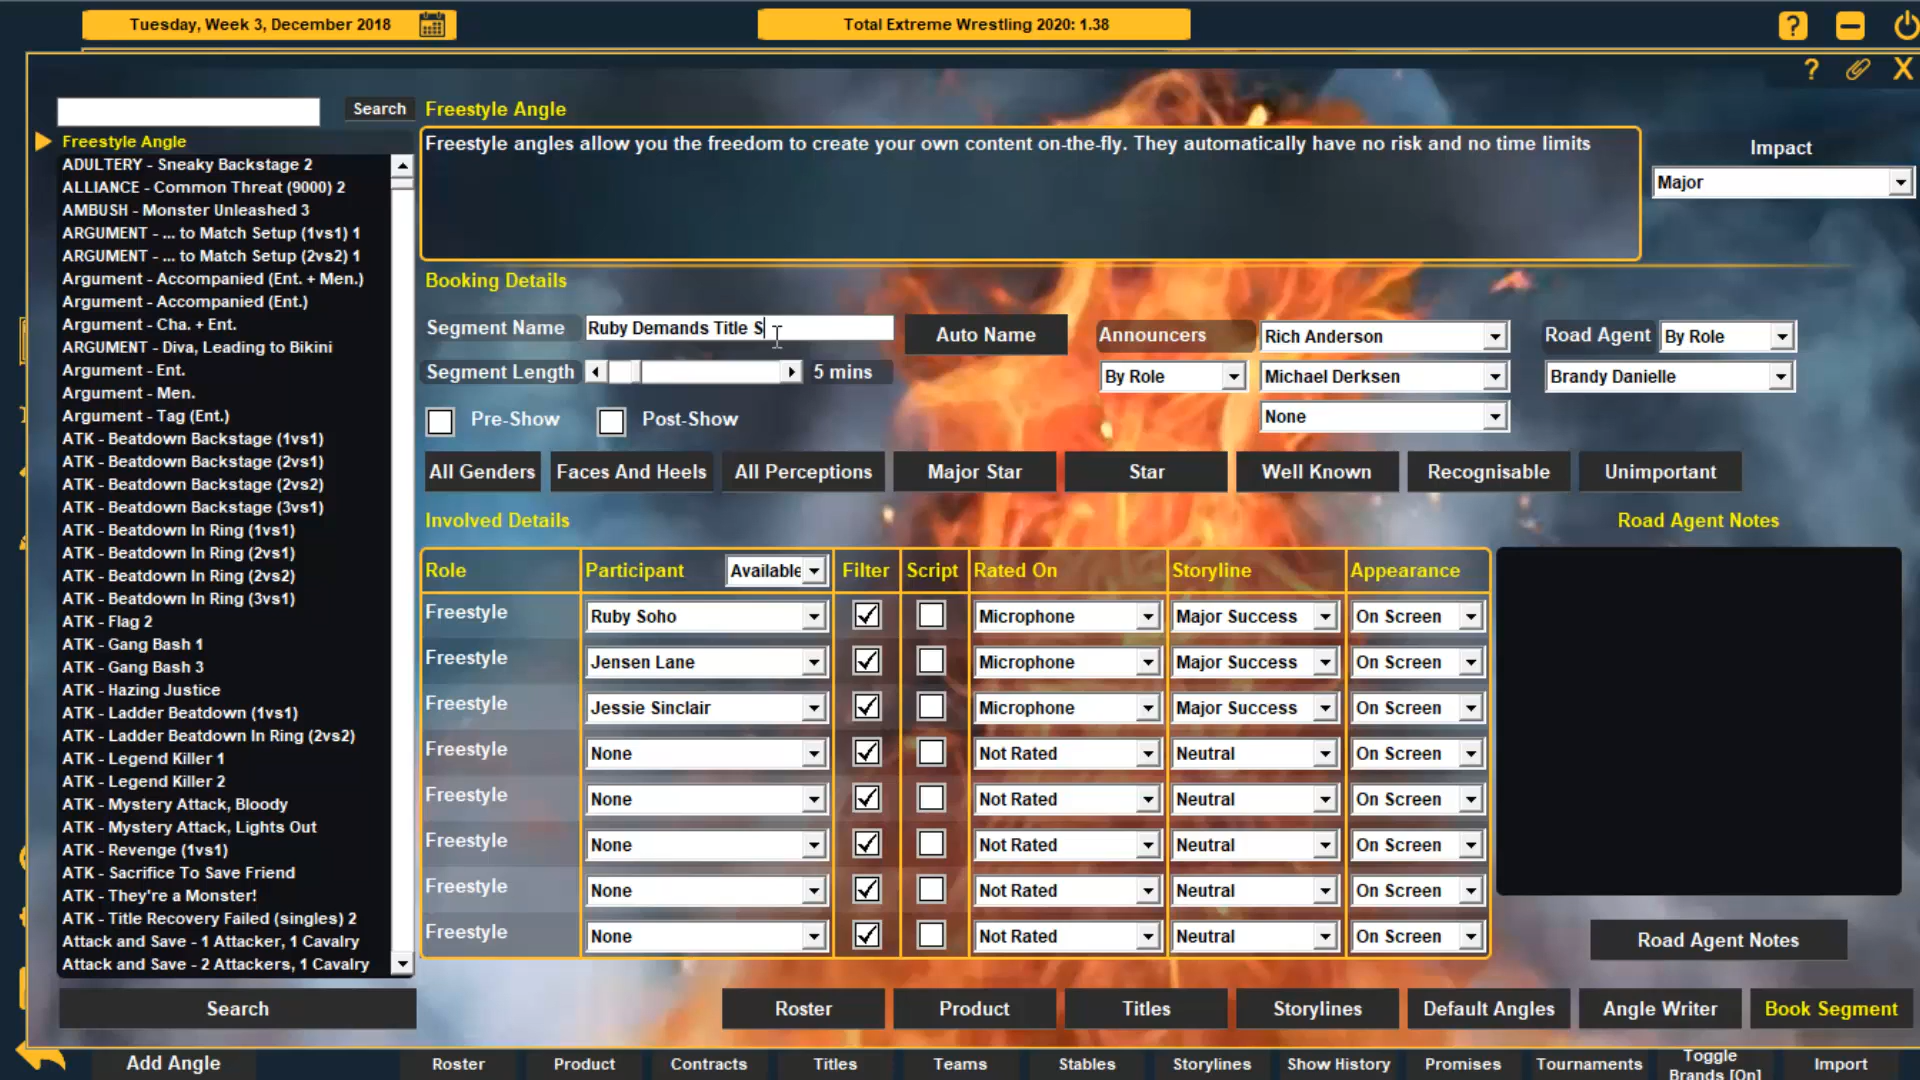 Tuesday, Week 3, December 2018
Total Extreme Wrestling 2020: 1.38
?
? X
Search
Freestyle Angle
Freestyle Angle
ADULTERY - Sneaky Backstage 2
ALLIANCE - Common Threat (9000) 2
AMBUSH - Monster Unleashed 3
ARGUMENT - ... to Match Setup (1vs1) 1
ARGUMENT - ... to Match Setup (2vs2) 1
Argument - Accompanied (Ent. + Men.)
Argument - Accompanied (Ent.)
Argument - Cha. + Ent.
ARGUMENT - Diva, Leading to Bikini
Argument - Ent.
Argument - Men.
Argument - Tag (Ent.)
ATK - Beatdown Backstage (1vs1)
ATK - Beatdown Backstage (2vs1)
ATK - Beatdown Backstage (2vs2)
ATK - Beatdown Backstage (3vs1)
ATK - Beatdown In Ring (1vs1)
ATK - Beatdown In Ring (2vs1)
ATK - Beatdown In Ring (2vs2)
ATK - Beatdown In Ring (3vs1)
ATK - Flag 2
ATK - Gang Bash 1
ATK - Gang Bash 3
ATK - Hazing Justice
ATK - Ladder Beatdown (1vs1)
ATK - Ladder Beatdown In Ring (2vs2)
ATK - Legend Killer 1
ATK - Legend Killer 2
ATK - Mystery Attack, Bloody
ATK - Mystery Attack, Lights Out
ATK - Revenge (1vs1)
ATK - Sacrifice To Save Friend
ATK - They're a Monster!
ATK - Title Recovery Failed (singles) 2
Attack and Save - 1 Attacker, 1 Cavalry
Attack and Save - 2 Attackers, 1 Cavalry
Search
Freestyle angles allow you the freedom to create your own content on-the-fly. They automatically have no risk and no time limits
Impact
Major
Booking Details
Segment Name Ruby Demands Title S Auto Name Announcers Rich Anderson Road Agent By Role
Segment Length 5 mins By Role Michael Derksen Brandy Danielle
Pre-Show Post-Show None
All Genders Faces And Heels All Perceptions Major Star Star Well Known Recognisable Unimportant
Involved Details Road Agent Notes
Role Participant Available Filter Script Rated On Storyline Appearance
Freestyle Ruby Soho Microphone Major Success On Screen
Freestyle Jensen Lane Microphone Major Success On Screen
Freestyle Jessie Sinclair Microphone Major Success On Screen
Freestyle None Not Rated Neutral On Screen
Freestyle None Not Rated Neutral On Screen
Freestyle None Not Rated Neutral On Screen
Freestyle None Not Rated Neutral On Screen
Freestyle None Not Rated Neutral On Screen
Road Agent Notes
Roster Product Titles Storylines Default Angles Angle Writer Book Segment
Add Angle Roster Product Contracts Titles Teams Stables Storylines Show History Promises Tournaments Toggle Brands [On] Import